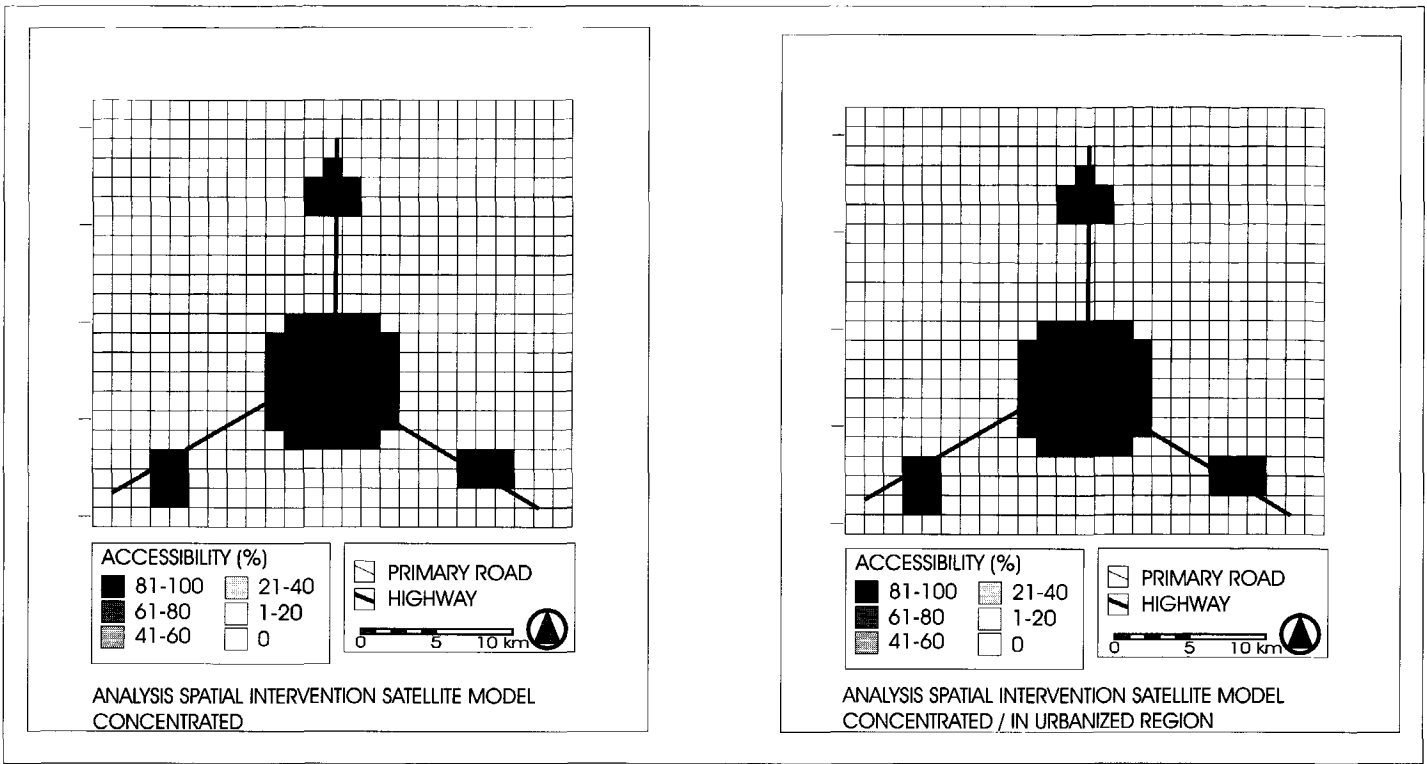 ACCESSIBILITY (%)
81-100 21-40
61-80 1-20
41-60 0
PRIMARY ROAD
HIGHWAY
0 5 10 km
ANALYSIS SPATIAL INTERVENTION SATELLITE MODEL
CONCENTRATED
ACCESSIBILITY (%)
81-100 21-40
61-80 1-20
41-60 0
PRIMARY ROAD
HIGHWAY
0 5 10 km
ANALYSIS SPATIAL INTERVENTION SATELLITE MODEL
CONCENTRATED / IN URBANIZED REGION